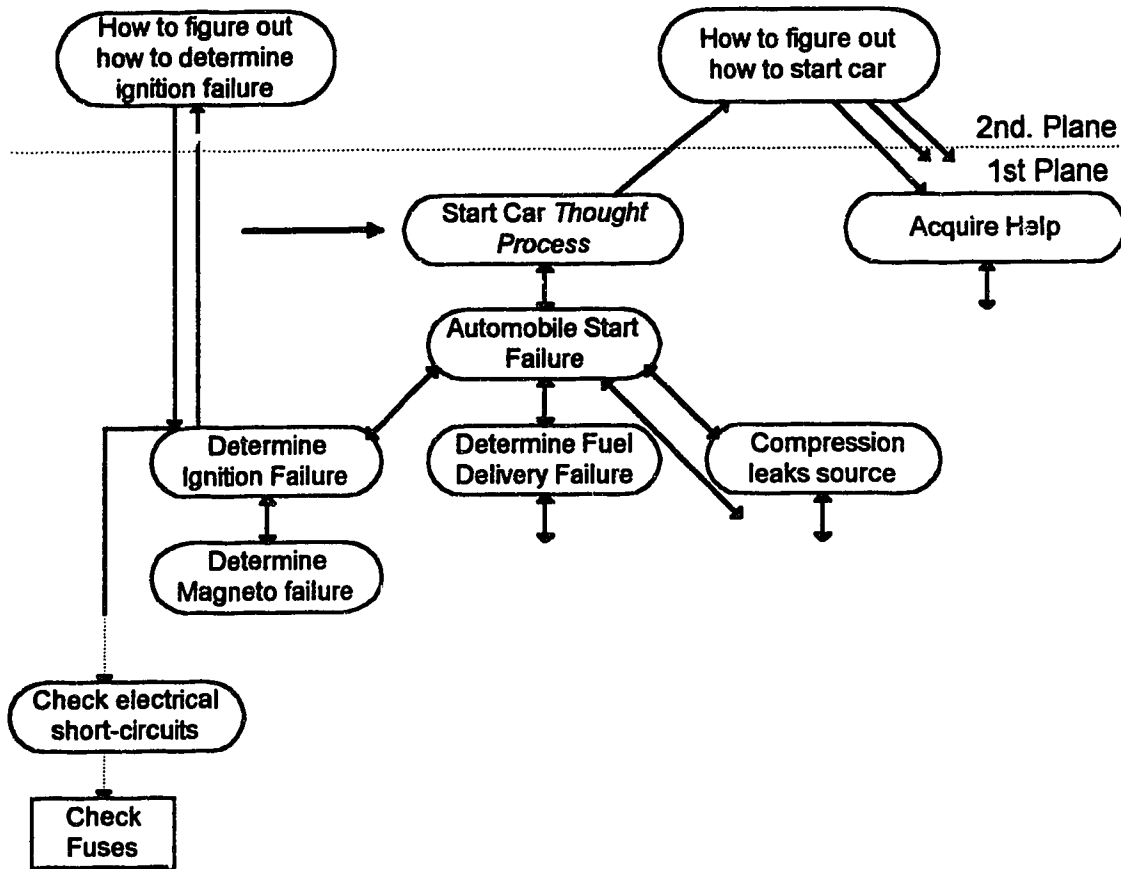 How to figure out
how to determine
ignition failure
How to figure out
how to start car
2nd. Plane
1st Plane
Start Car Thought
Process
Acquire Help
Automobile Start
Failure
Determine
Ignition Failure
Determine Fuel
Delivery Failure
Compression
leaks source
Determine
Magneto failure
Check electrical
short-circuits
Check
Fuses